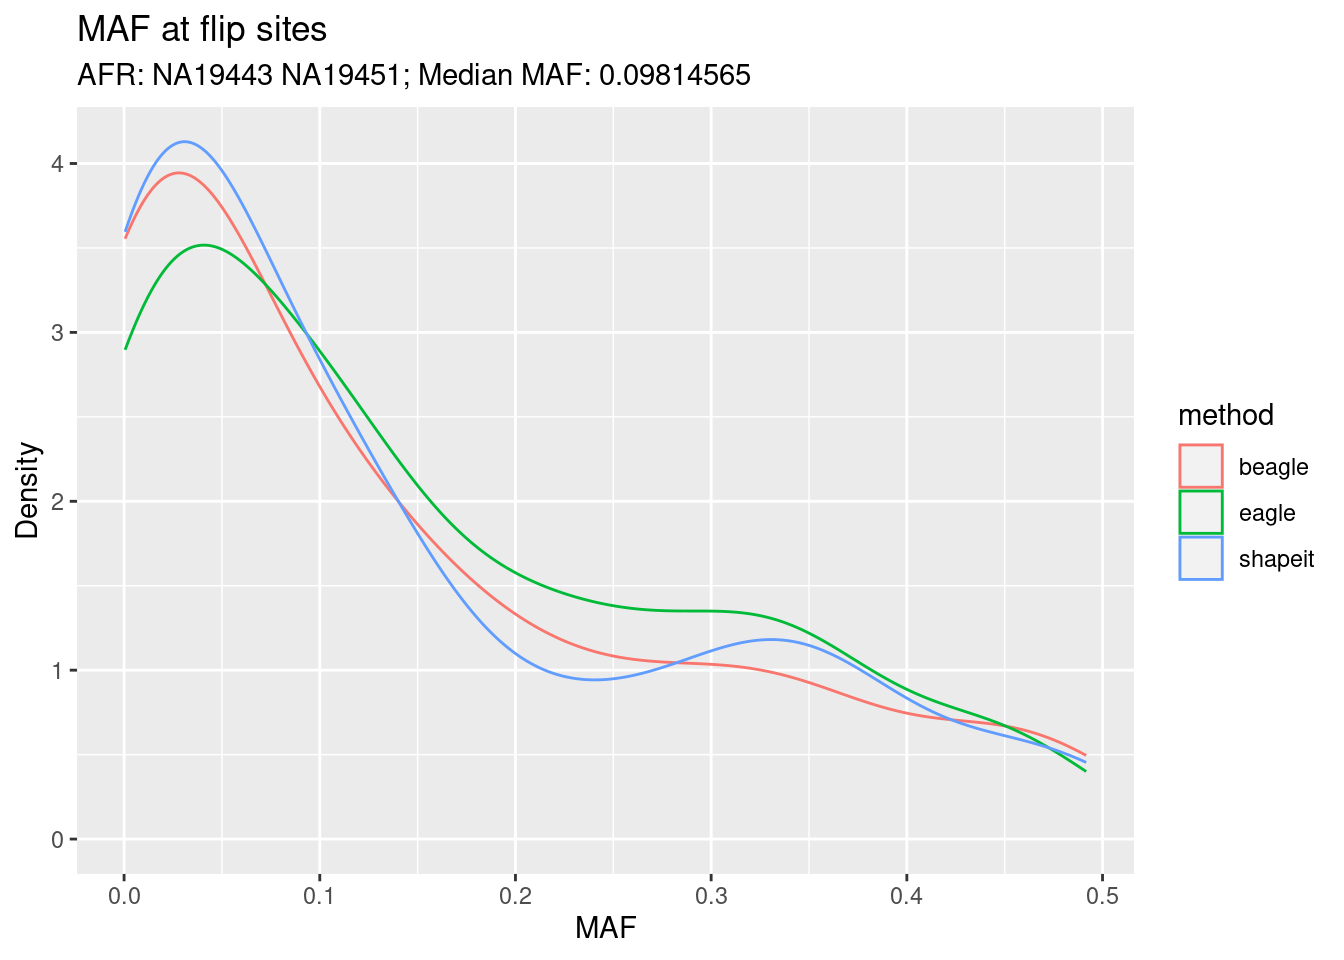 MAF at flip sites
AFR: NA19443 NA19451; Median MAF: 0.09814565
Density
4
3
2
1
0
0.0 0.1 0.2 0.3 0.4 0.5
MAF
method
beagle
eagle
shapeit